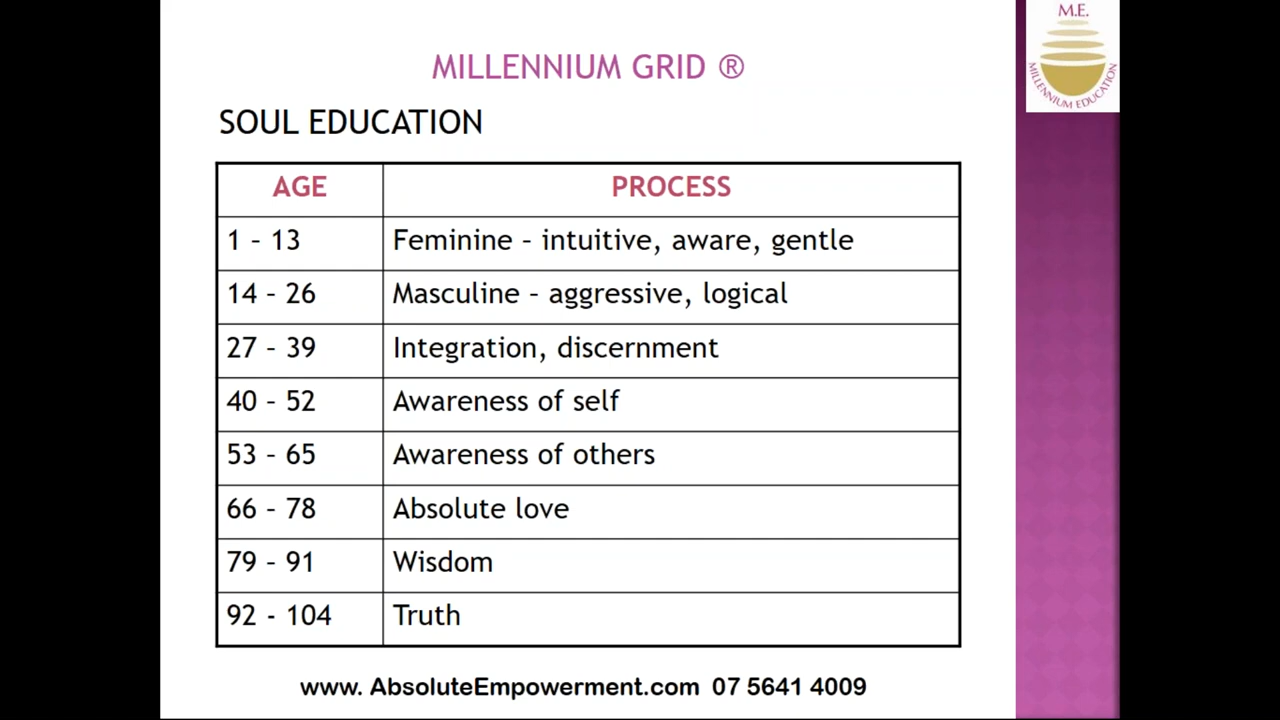 M.E.
MILLENNIUM EDUCATION
MILLENNIUM GRID ®
SOUL EDUCATION
AGE PROCESS
1 – 13 Feminine – intuitive, aware, gentle
14 – 26 Masculine – aggressive, logical
27 – 39 Integration, discernment
40 – 52 Awareness of self
53 – 65 Awareness of others
66 – 78 Absolute love
79 – 91 Wisdom
92 - 104 Truth
www. AbsoluteEmpowerment.com 07 5641 4009